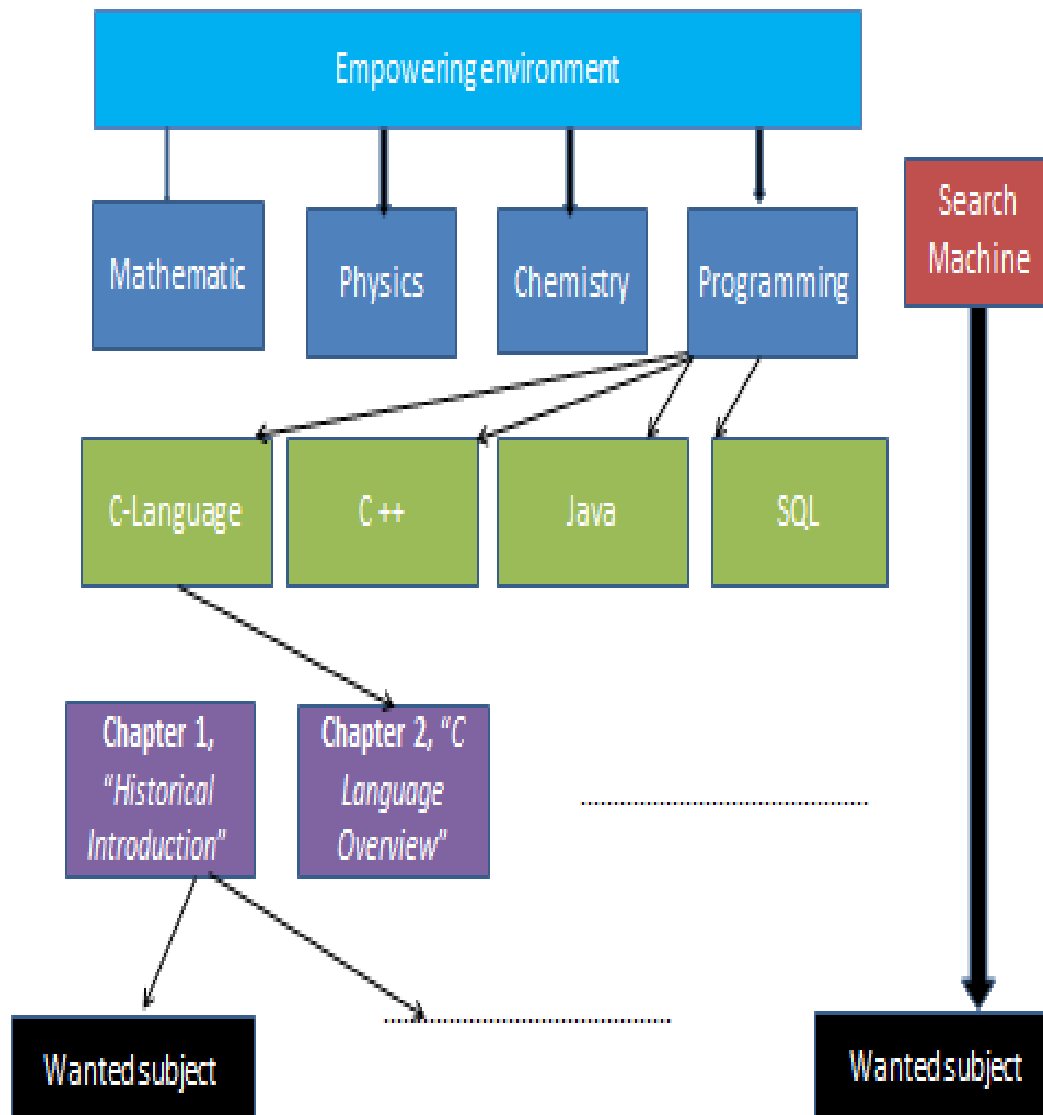 Empowering environment
Search
Machine
Mathematic
Physics
Chemistry
Programming
C-Language
C ++
Java
SQL
Chapter 1,
“Historical
Introduction”
Chapter 2, “C
Language
Overview”
Wanted subject
Wanted subject